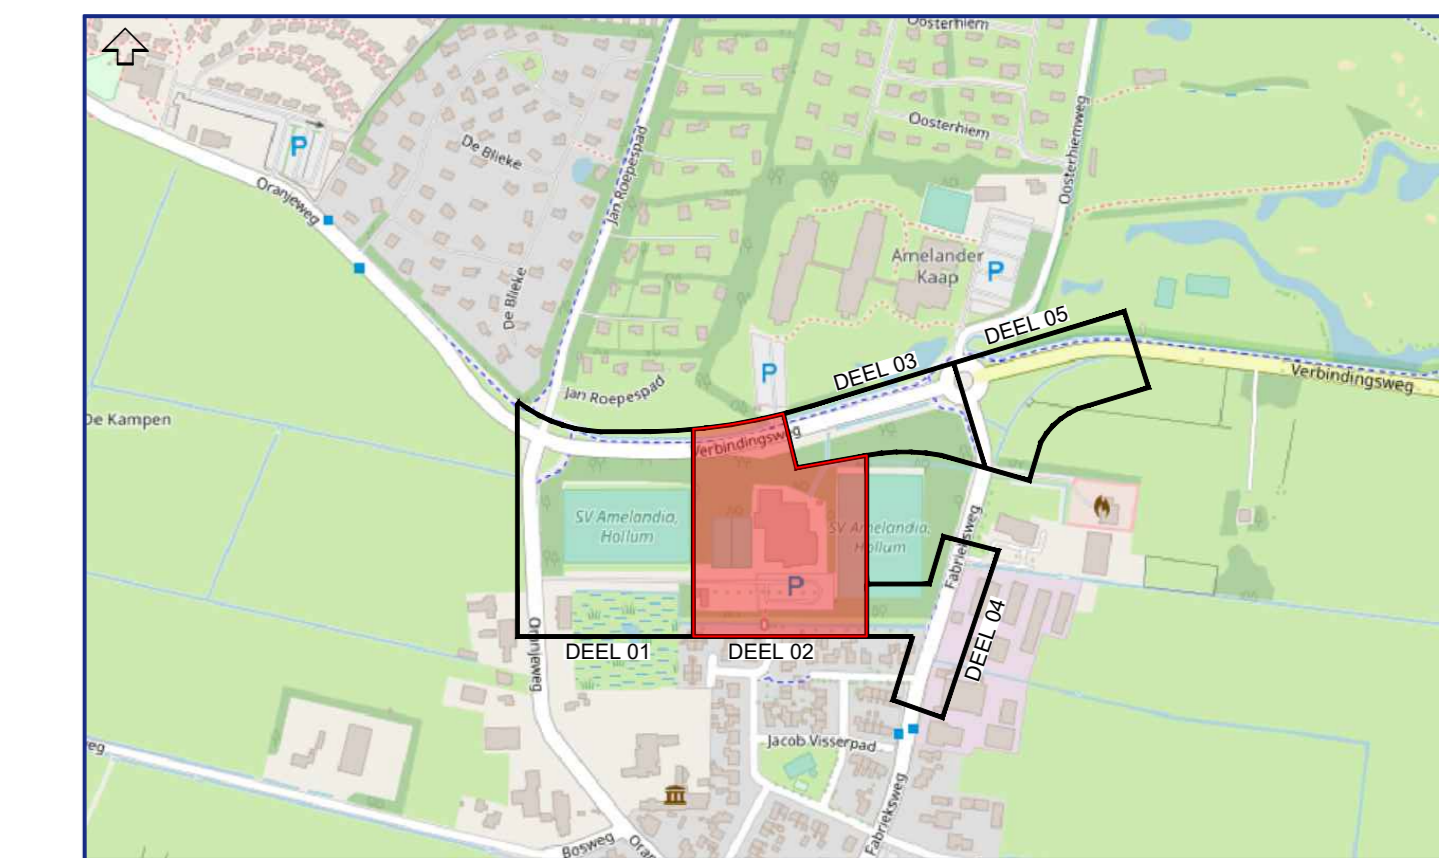 Oosterhiem
Oosterhiem
Oosterhiemweg
De Blieke
Jan Roepespad
P
Oranjeweg
De Blieke
Amelander
Kaap
P
DEEL 05
DEEL 03
P
Jan Roepespad
Verbindingsweg
De Kampen
Verbindingsweg
SV Amelandia,
Hollum
SV Amelandia,
Hollum
Fabrieksweg
P
DEEL 04
Oranjeweg
DEEL 01
DEEL 02
Jacob Visserpad
Fabrieksweg
Bosweg